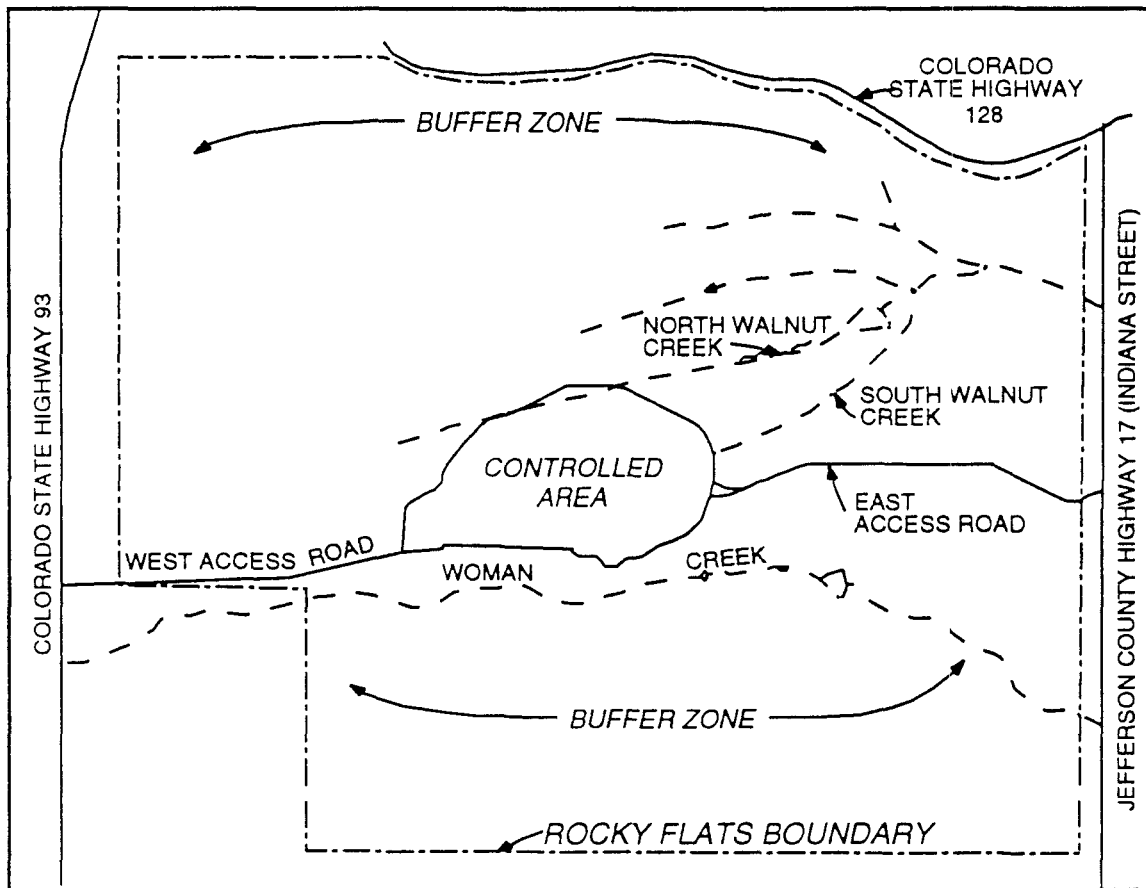 COLORADO
STATE HIGHWAY
128
BUFFER ZONE
COLORADO STATE HIGHWAY 93
JEFFERSON COUNTY HIGHWAY 17 (INDIANA STREET)
NORTH WALNUT
CREEK
SOUTH WALNUT
CREEK
CONTROLLED
AREA
EAST
ACCESS ROAD
WEST ACCESS ROAD
WOMAN CREEK
BUFFER ZONE
ROCKY FLATS BOUNDARY